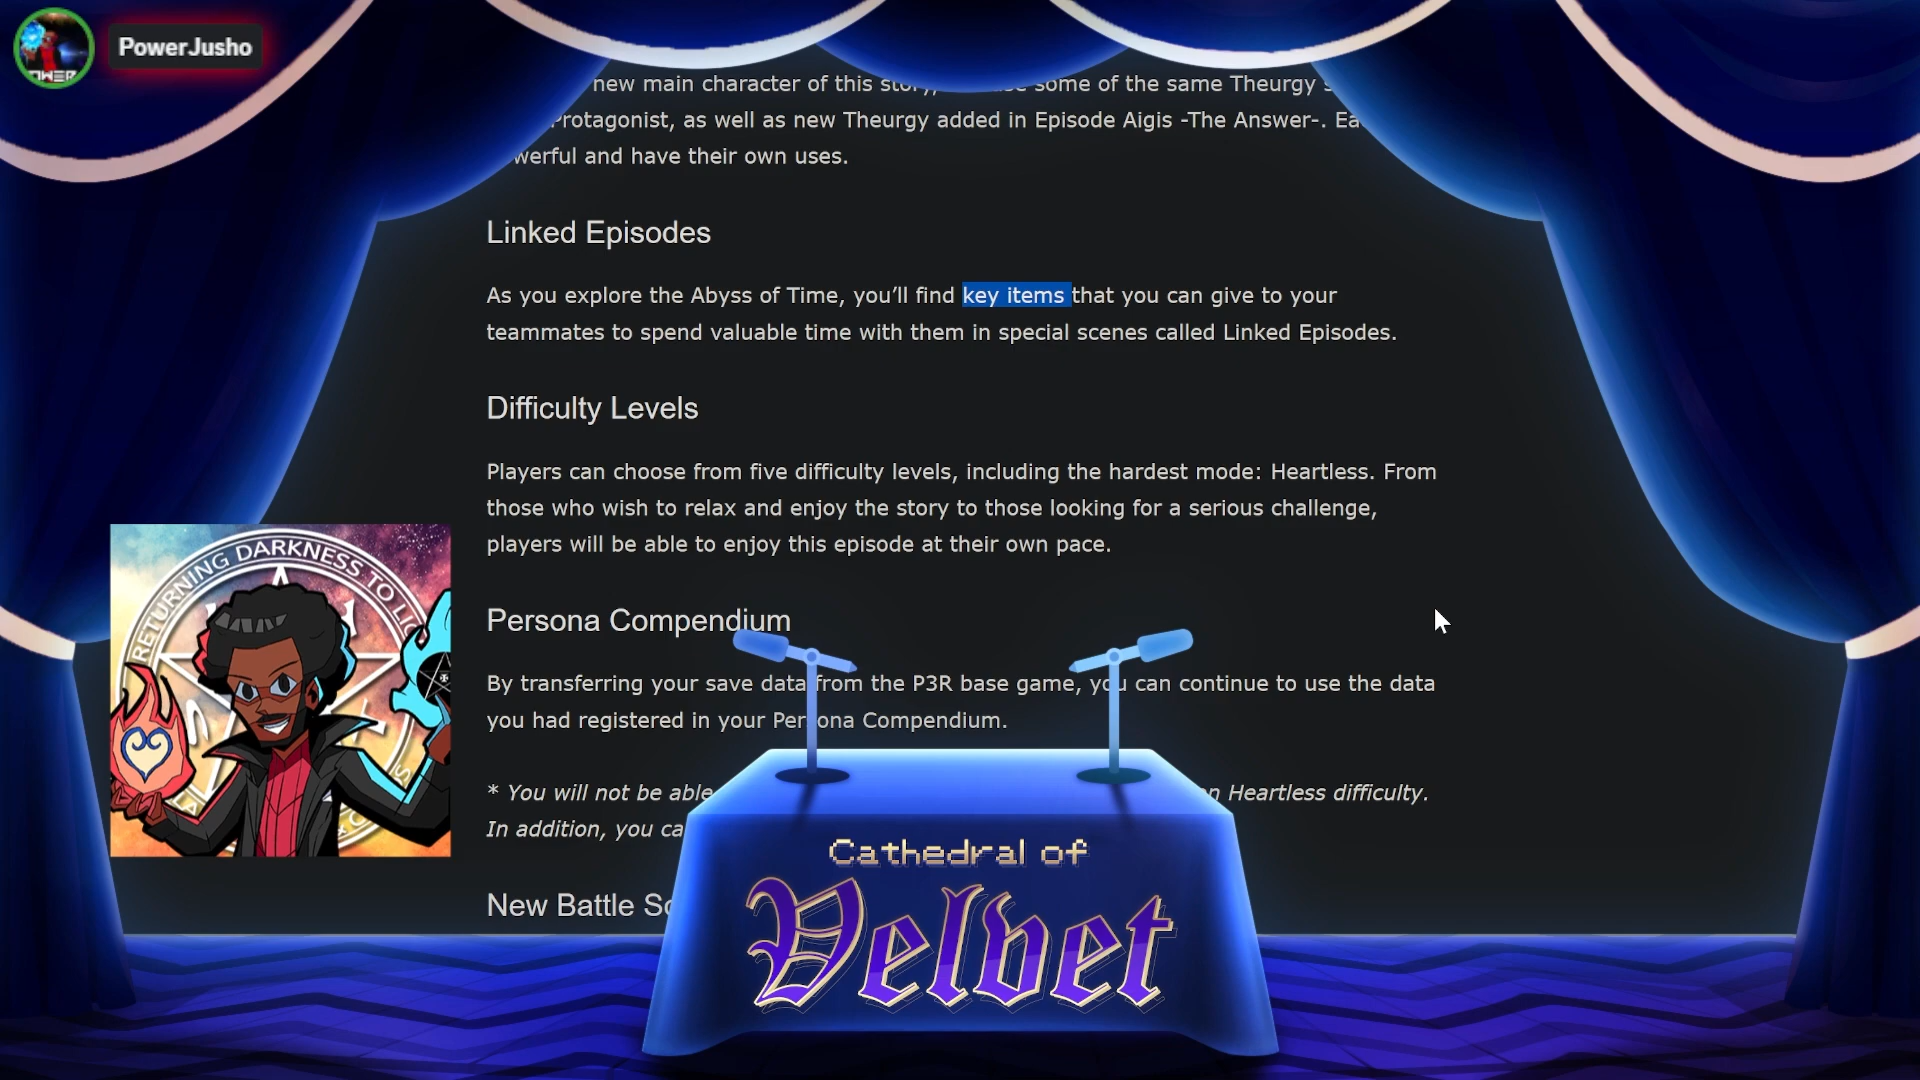 PowerJusho
new main character of this some of the same Theurgy
Protagonist, as well as new Theurgy added in Episode Aigis -The Answer-.
and have their own uses.
Linked Episodes
As you explore the Abyss of Time, you’ll find key items that you can give to your
teammates to spend valuable time with them in special scenes called Linked Episodes.
Difficulty Levels
Players can choose from five difficulty levels, including the hardest mode: Heartless. From
those who wish to relax and enjoy the story to those looking for a serious challenge,
players will be able to enjoy this episode at their own pace.
RETURNING DARKNESS TO
Persona Compendium
By transferring your save data from the P3R base game, you can continue to use the data
you had registered in your Persona Compendium.
* You will not be able Heartless difficulty.
In addition, you
New Battle
Cathedral of
Velvet